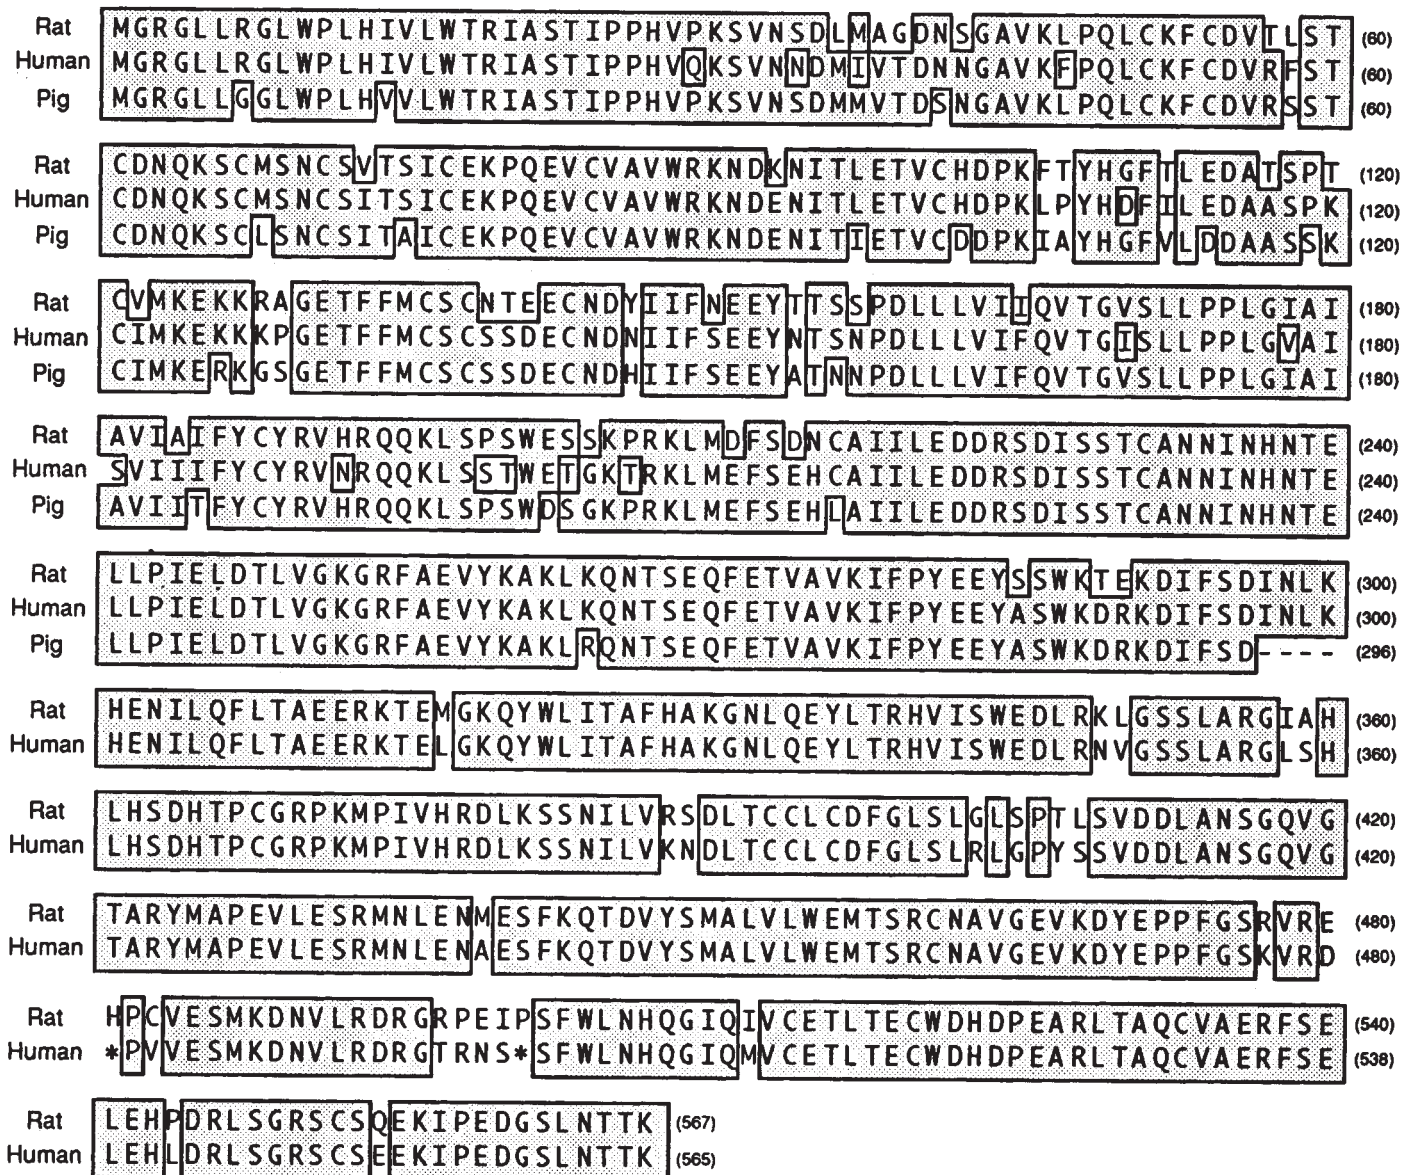 Rat MGRGLLRGLWPLHIVLWTRIASTIPPHVPKSVNSDLMAGDNSGAVKLPQLCKFCDVTLST (60)
Human MGRGLLRGLWPLHIVLWTRIASTIPPHVQKSVNNDMIVTDNNGAVKFPQLCKFCDVRFST (60)
Pig MGRGLLGGLWPLHVVLWTRIASTIPPHVPKSVNSDMMVTDSNGAVKLPQLCKFCDVRSST (60)
Rat CDNQKSCMSNCSVTSICEKPQEVCVAVWRKNDKNITLETVCHDPKFTYHGFTLEDATSPT (120)
Human CDNQKSCMSNCSITSICEKPQEVCVAVWRKNDENITLETVCHDPKLPYHDFILEDAASPK (120)
Pig CDNQKSCLSNCSITAICEKPQEVCVAVWRKNDENITIETVCDDPKIAYHGFVLDDAASSK (120)
Rat CVMKEKKRAGETFFMCSCNTEECNDYIIFNEEYTTSSPDLLLVIIQVTGVSLLPPLGIAI (180)
Human CIMKEKKKPGETFFMCSCSSDECNDNIIFSEEYNTSNPDLLLVIFQVTGISLLPPLGVAI (180)
Pig CIMKERKGSGETFFMCSCSSDECNDHIIFSEEYATNNPDLLLVIFQVTGVSLLPPLGIAI (180)
Rat AVIAIFYCYRVHRQQKLSPSWESSKPRKLMDFSDNCAIILEDDRSDISSTCANNINHNTE (240)
Human SVIIIFYCYRVNRQQKLSSTWETGKTRKLMEFSEHCAIILEDDRSDISSTCANNINHNTE (240)
Pig AVIITFYCYRVHRQQKLSPSWDSGKPRKLMEFSEHLAIILEDDRSDISSTCANNINHNTE (240)
Rat LLPIELDTLVGKGRFAEVYKAKLKQNTSEQFETVAVKIFPYEEYSSWKTEKDIFSDINLK (300)
Human LLPIELDTLVGKGRFAEVYKAKLKQNTSEQFETVAVKIFPYEEYASWKDRKDIFSDINLK (300)
Pig LLPIELDTLVGKGRFAEVYKAKLRQNTSEQFETVAVKIFPYEEYASWKDRKDIFSD---- (296)
Rat HENILQFLTAEERKTEMGKQYWLITAFHAKGNLQEYLTRHVISWEDLRKLGSSLARGIAH (360)
Human HENILQFLTAEERKTELGKQYWLITAFHAKGNLQEYLTRHVISWEDLRNVGSSLARGLSH (360)
Rat LHSDHTPCGRPKMPIVHRDLKSSNILVRSDLTCCLCDFGLSLGLSPTLSVDDLANSGQVG (420)
Human LHSDHTPCGRPKMPIVHRDLKSSNILVKNDLTCCLCDFGLSLRLGPYSSVDDLANSGQVG (420)
Rat TARYMAPEVLESRMNLENMESFKQTDVYSMALVLWEMTSRCNAVGEVKDYEPPFGSRVRE (480)
Human TARYMAPEVLESRMNLENAESFKQTDVYSMALVLWEMTSRCNAVGEVKDYEPPFGSKVRD (480)
Rat HPCVESMKDNVLRDRGRPEIPSFWLNHQGIQIVCETLTECWDHDPEARLTAQCVAERFSE (540)
Human *PVVESMKDNVLRDRGTRNS*SFWLNHQGIQMVCETLTECWDHDPEARLTAQCVAERFSE (538)
Rat LEHPDRLSGRSCSQEKIPEDGSLNTTK (567)
Human LEHLDRLSGRSCSEEKIPEDGSLNTTK (565)